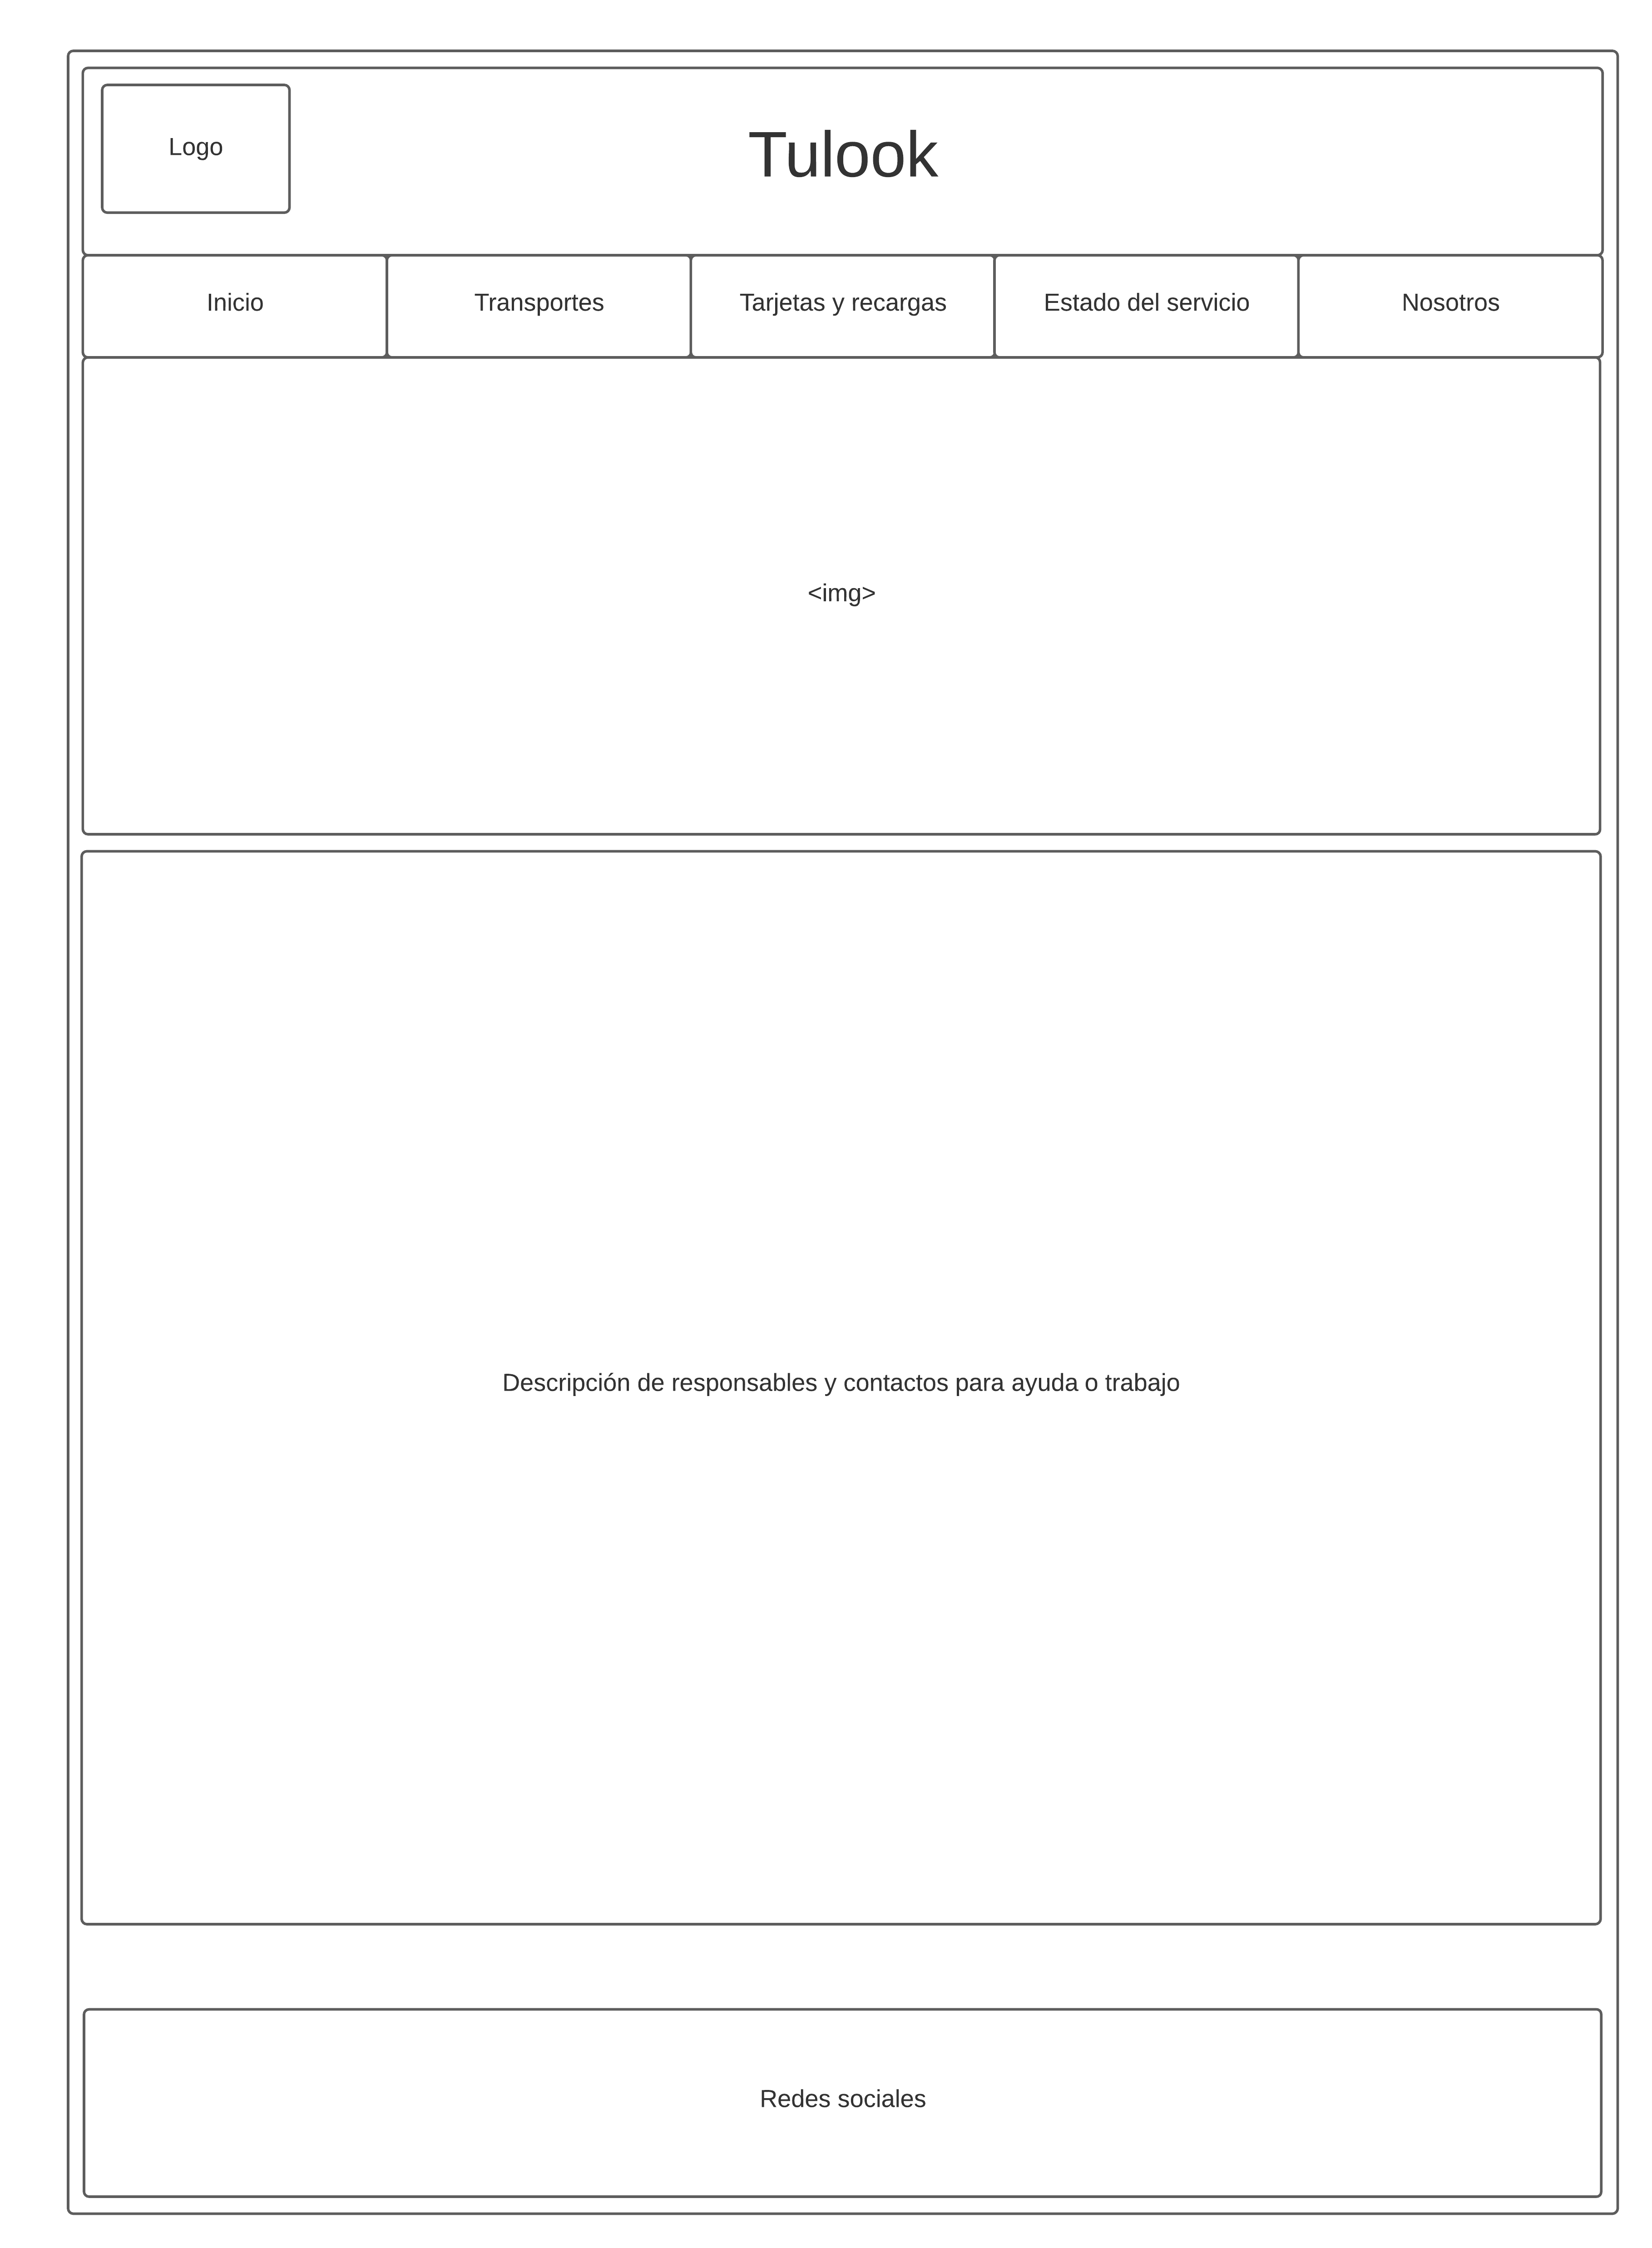 Logo
Tulook
Inicio
Transportes
Tarjetas y recargas
Estado del servicio
Nosotros
<img>
Descripción de responsables y contactos para ayuda o trabajo
Redes sociales